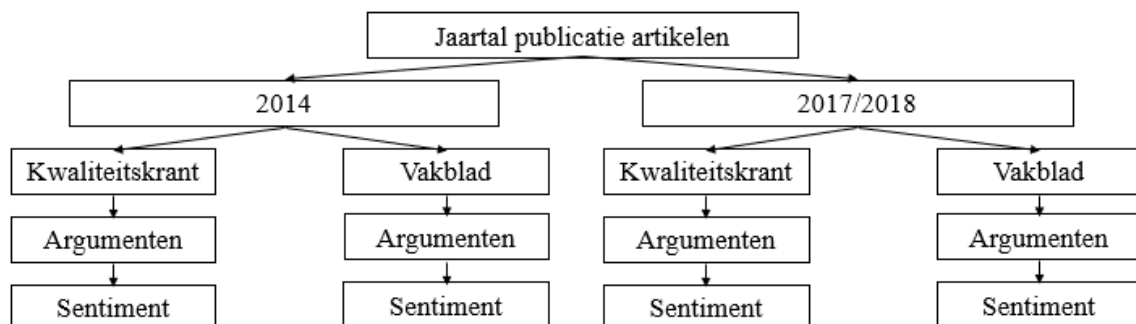 Jaartal publicatie artikelen
2014
2017/2018
Kwaliteitskrant
Vakblad
Kwaliteitskrant
Vakblad
Argumenten
Argumenten
Argumenten
Argumenten
Sentiment
Sentiment
Sentiment
Sentiment